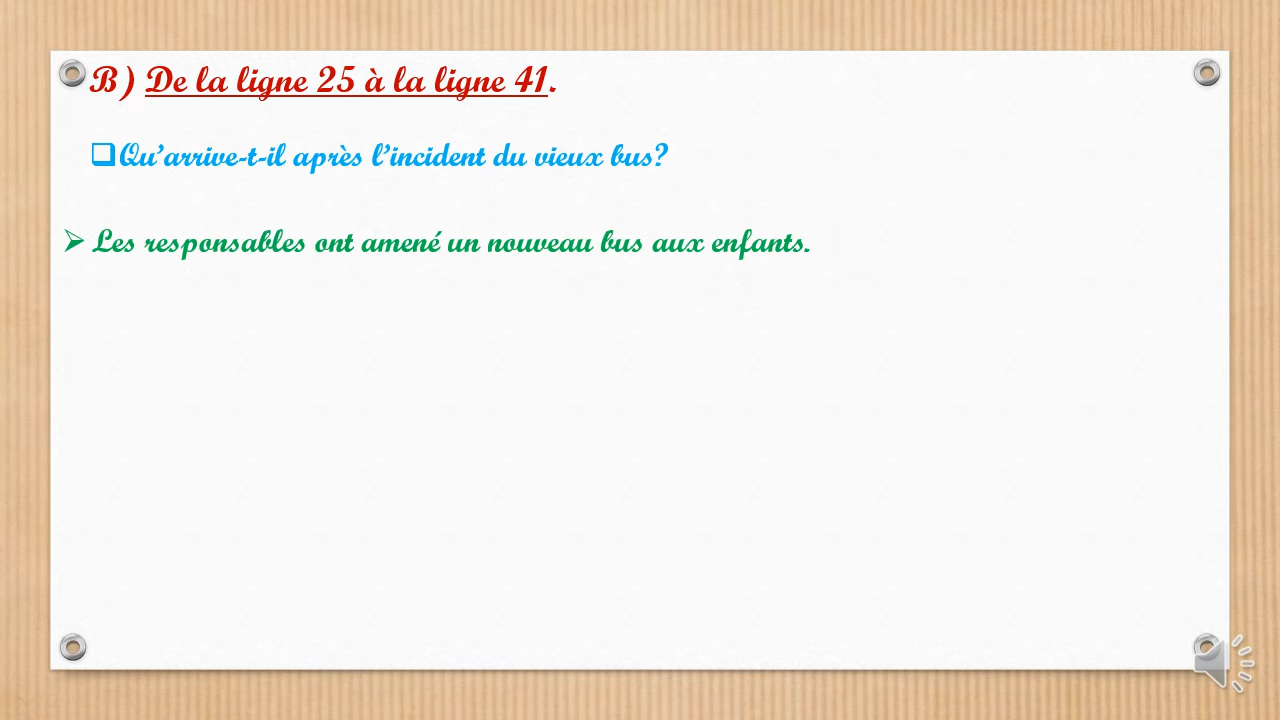 B) De la ligne 25 à la ligne 41.
❑Qu’arrive-t-il après l’incident du vieux bus?
➢ Les responsables ont amené un nouveau bus aux enfants.